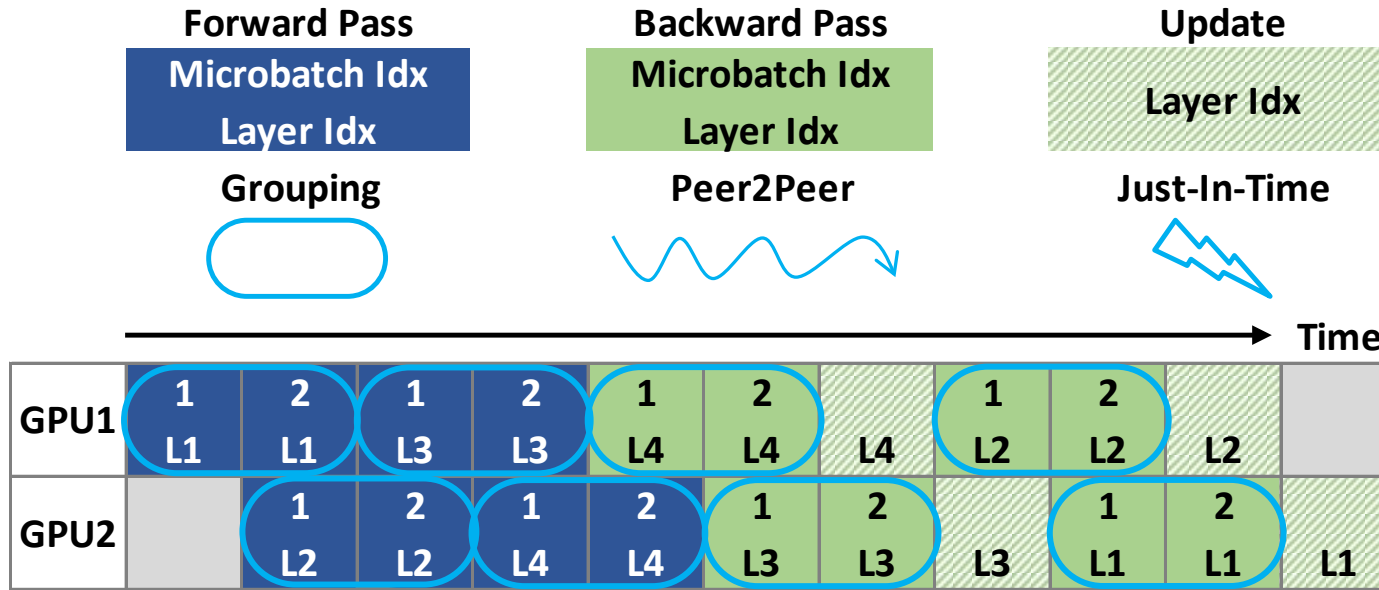 Forward Pass Backward Pass Update
Microbatch Idx Microbatch Idx
Layer Idx Layer Idx Layer Idx
Grouping Peer2Peer Just-In-Time
Time
GPU1 1 2 1 2 1 2 1 2
L1 L1 L3 L3 L4 L4 L4 L2 L2 L2
GPU2 1 2 1 2 1 2 1 2
L2 L2 L4 L4 L3 L3 L3 L1 L1 L1